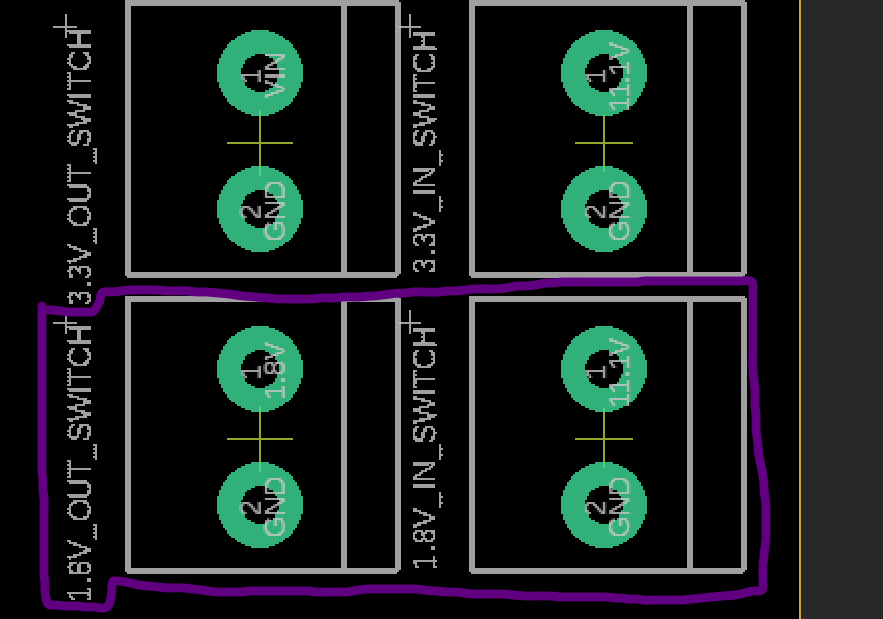 3.3V_OUT_SWITCH
1
VIN
2
GND
3.3V_IN_SWITCH
1
11.1V
2
GND
1.8V_OUT_SWITCH
1
1.8V
2
GND
1.8V_IN_SWITCH
1
11.1V
2
GND